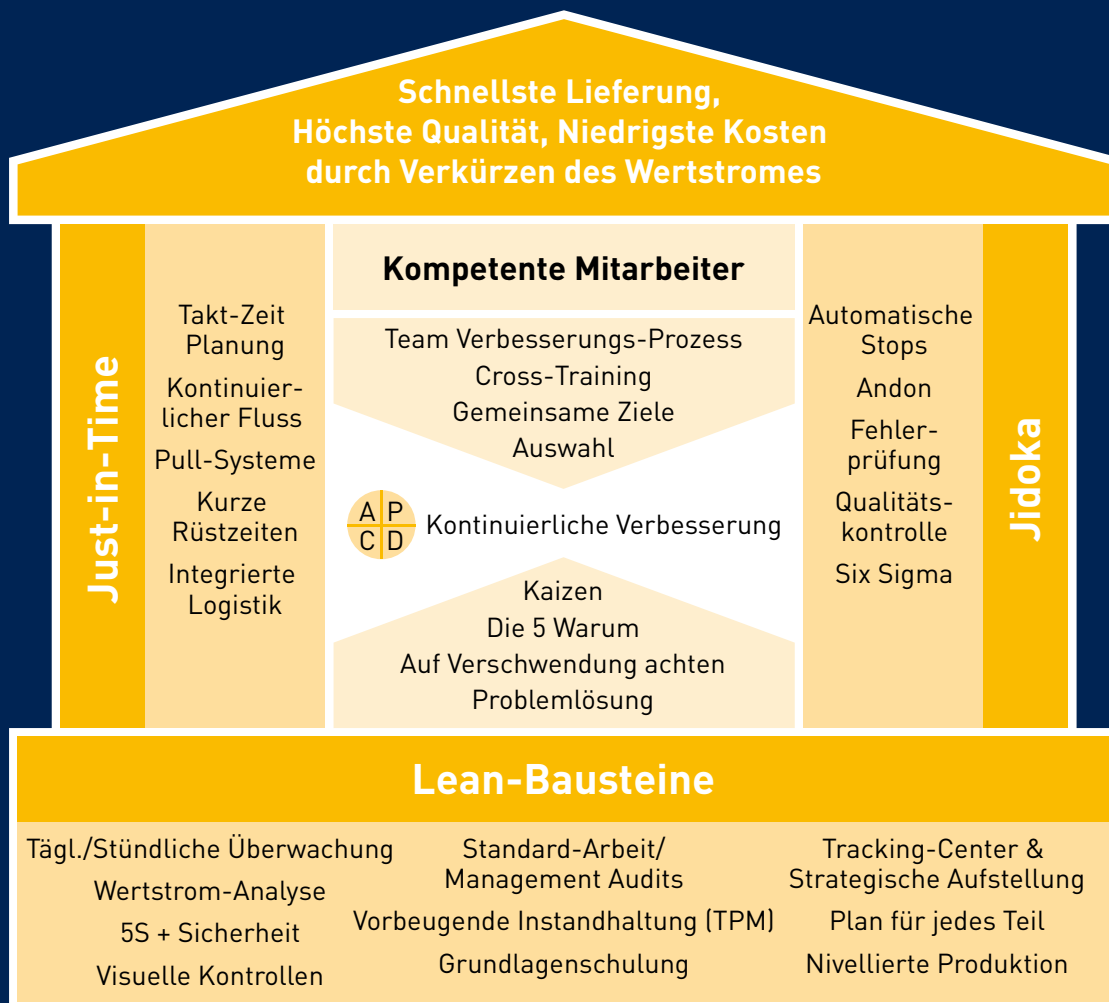 Schnellste Lieferung,
Höchste Qualität, Niedrigste Kosten
durch Verkürzen des Wertstromes
Just-in-Time
Takt-Zeit
Planung
Kontinuier-
licher Fluss
Pull-Systeme
Kurze
Rüstzeiten
Integrierte
Logistik
Kompetente Mitarbeiter
Team Verbesserungs-Prozess
Cross-Training
Gemeinsame Ziele
Auswahl
A P
C D
Kontinuierliche Verbesserung
Kaizen
Die 5 Warum
Auf Verschwendung achten
Problemlösung
Automatische
Stops
Andon
Fehler-
prüfung
Qualitäts-
kontrolle
Six Sigma
Jidoka
Lean-Bausteine
Tägl./Stündliche Überwachung
Wertstrom-Analyse
5S + Sicherheit
Visuelle Kontrollen
Standard-Arbeit/
Management Audits
Vorbeugende Instandhaltung (TPM)
Grundlagenschulung
Tracking-Center &
Strategische Aufstellung
Plan für jedes Teil
Nivellierte Produktion